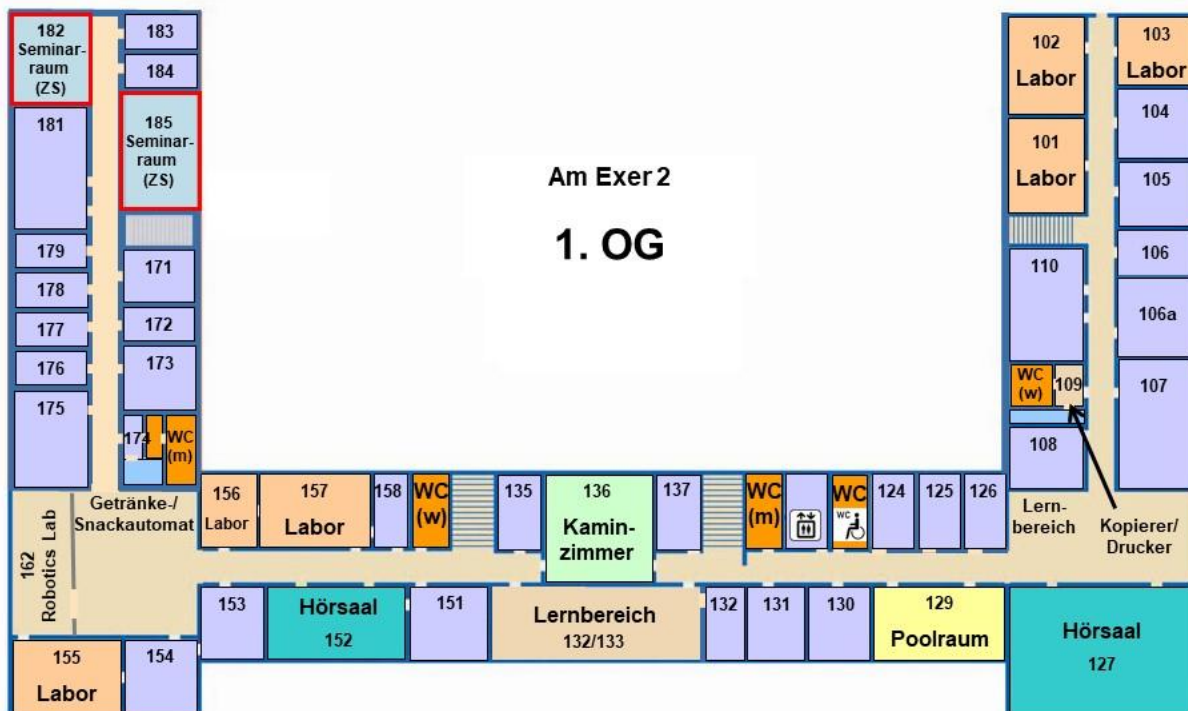 182
Seminar-
raum
(ZS)
183
184
181
185
Seminar-
raum
(ZS)
179
178
177
176
175
171
172
173
174
WC
(m)
Am Exer 2
1. OG
102
Labor
103
Labor
101
Labor
104
105
106
106a
107
110
WC
(w)
109
108
Getränke-/
Snackautomat
162
Robotics Lab
156
Labor
157
Labor
158
WC
(w)
135
136
Kamin-
zimmer
137
WC
(m)
WC
WC
124
125
126
Lern-
bereich
Kopierer/
Drucker
155
Labor
154
153
Hörsaal
152
151
Lernbereich
132/133
132
131
130
129
Poolraum
Hörsaal
127